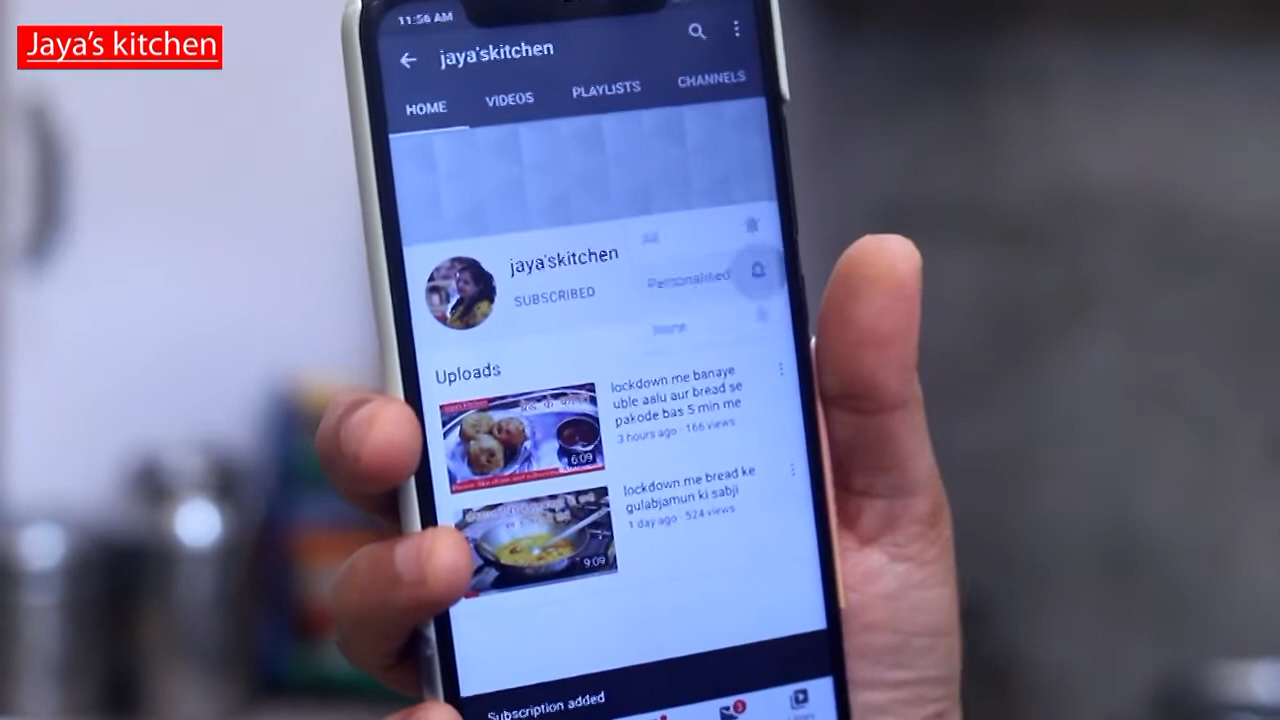 Jaya's kitchen
11:56 AM
jaya'skitchen
HOME VIDEOS PLAYLISTS CHANNELS
jaya'skitchen
SUBSCRIBED
All
Personalised
None
Uploads
lockdown me banaye
uble aalu aur bread se
pakode bas 5 min me
3 hours ago · 166 views
6:09
lockdown me bread ke
gulabjamun ki sabji
1 day ago · 524 views
9:09
Subscription added
3